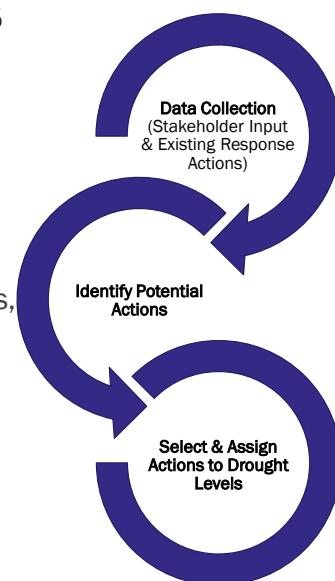 s
Data Collection
(Stakeholder Input
& Existing Response
Actions)
s,
Identify Potential
Actions
Select & Assign
Actions to Drought
Levels